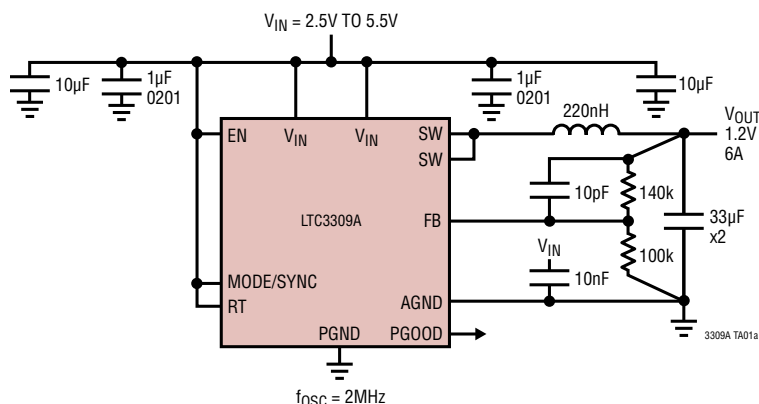 VIN = 2.5V TO 5.5V
10µF
1µF
0201
1µF
0201
10µF
EN
VIN
VIN
SW
SW
220nH
VOUT
1.2V
6A
10pF
140k
33µF
x2
LTC3309A
FB
100k
VIN
10nF
MODE/SYNC
RT
AGND
PGND
PGOOD
3309A TA01a
fOSC = 2MHz